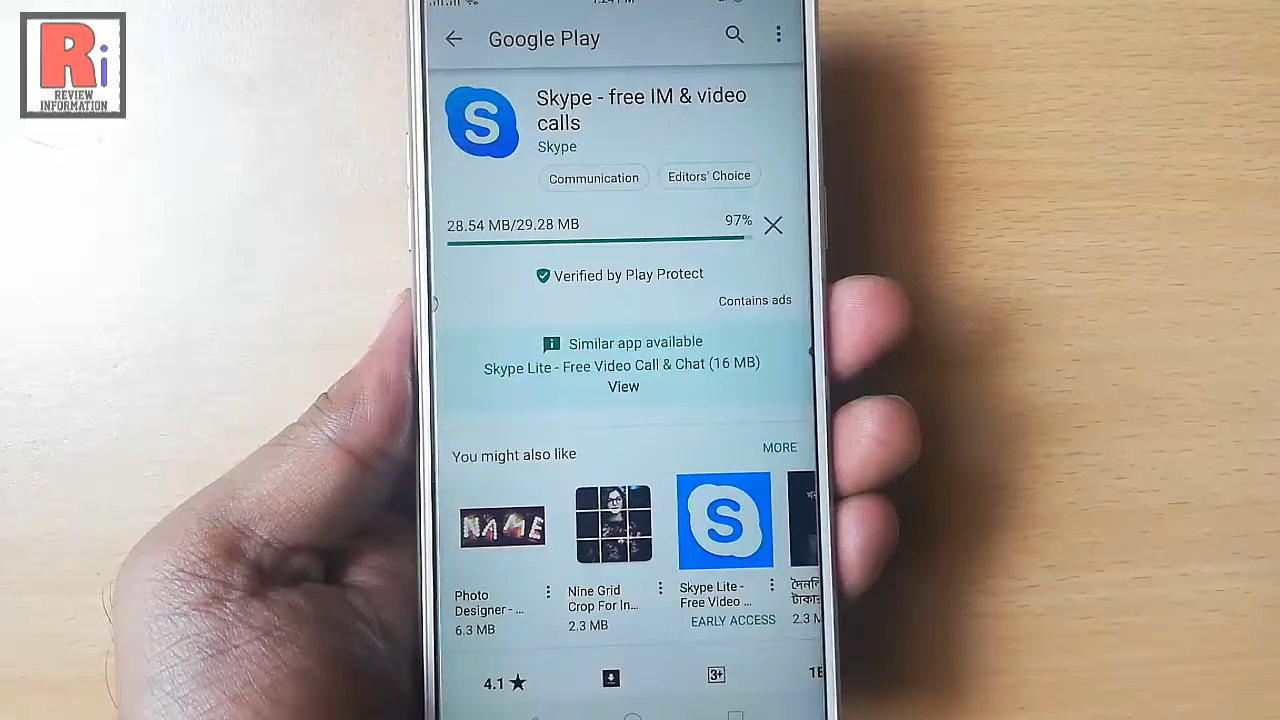 Ri
REVIEW
INFORMATION
Google Play
Skype - free IM & video
calls
Skype
Communication
Editors' Choice
28.54 MB/29.28 MB
97%
Verified by Play Protect
Contains ads
Similar app available
Skype Lite - Free Video Call & Chat (16 MB)
View
You might also like
MORE
NAME
S
S
Photo
Designer - ...
6.3 MB
Nine Grid
Crop For In...
2.3 MB
Skype Lite -
Free Video ...
EARLY ACCESS
2.3 M
4.1
3+